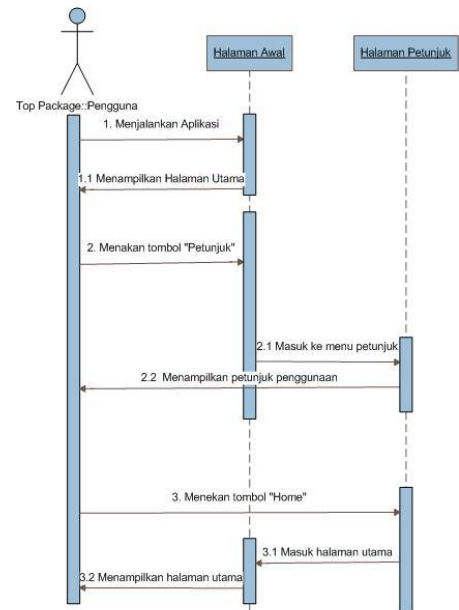 Halaman Awal
Halaman Petunjuk
Top Package::Pengguna
1. Menjalankan Aplikasi
1.1 Menampilkan Halaman Utama
2. Menakan tombol "Petunjuk"
2.1 Masuk ke menu petunjuk
2.2 Menampilkan petunjuk penggunaan
3. Menekan tombol "Home"
3.1 Masuk halaman utama
3.2 Menampilkan halaman utama